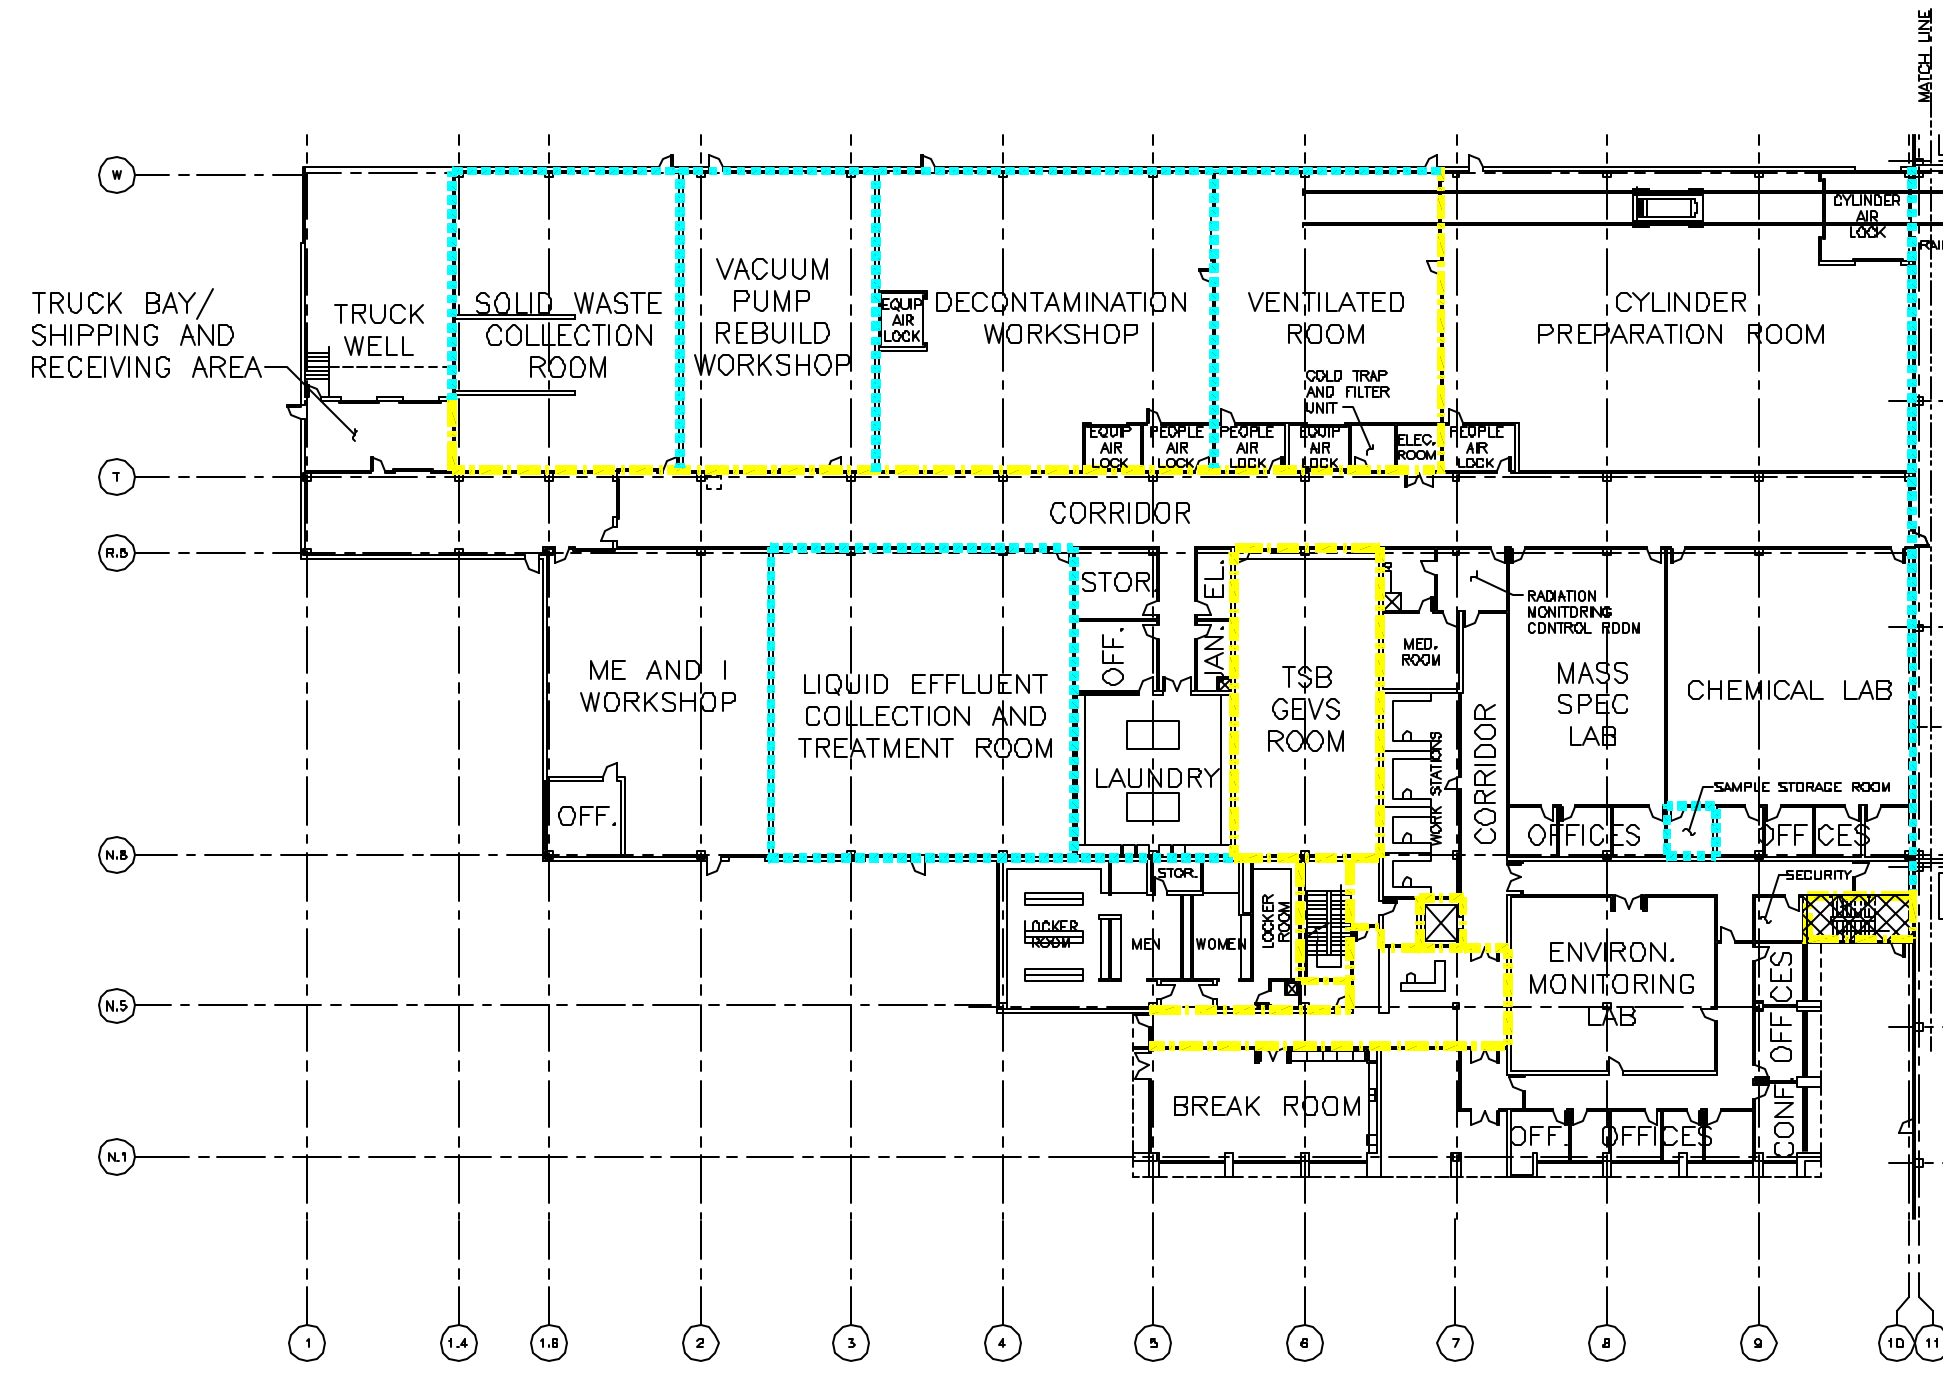 MATCH LINE
W
CYLINDER
AIR
LOCK
TRUCK BAY/
SHIPPING AND
RECEIVING AREA
TRUCK
WELL
SOLID WASTE
COLLECTION
ROOM
VACUUM
PUMP
REBUILD
WORKSHOP
EQUIP
AIR
LOCK
DECONTAMINATION
WORKSHOP
VENTILATED
ROOM
COLD TRAP
AND FILTER
UNIT
CYLINDER
PREPARATION ROOM
EQUIP
AIR
LOCK
PEOPLE
AIR
LOCK
PEOPLE
AIR
LOCK
EQUIP
AIR
LOCK
ELEC.
ROOM
PEOPLE
AIR
LOCK
T
CORRIDOR
STOR.
EL.
RADIATION
MONITORING
CONTROL ROOM
OFF.
JAN.
MED.
ROOM
ME AND I
WORKSHOP
LIQUID EFFLUENT
COLLECTION AND
TREATMENT ROOM
TSB
GEVS
ROOM
MASS
SPEC
LAB
CHEMICAL LAB
LAUNDRY
WORK STATIONS
CORRIDOR
SAMPLE STORAGE ROOM
OFF.
OFFICES
OFFICES
STOR.
SECURITY
LOCKER
ROOM
MEN
WOMEN
LOCKER
ROOM
ENVIRON.
MONITORING
LAB
OFFICES
N.5
CONF.
BREAK ROOM
OFF.
OFFICES
N.1
1
1.4
2
3
4
5
6
7
8
9
10
11